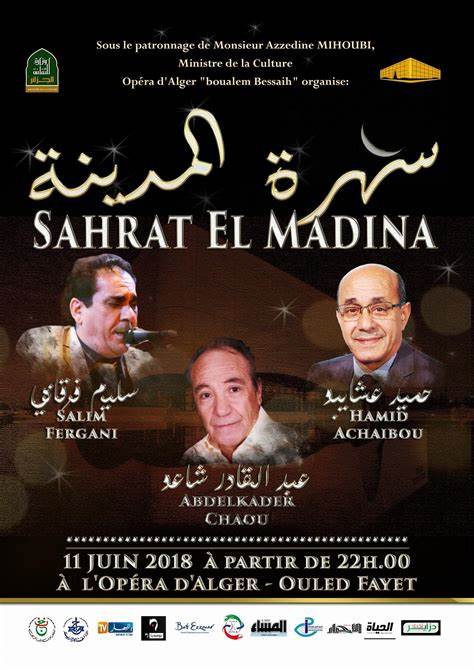 Sous le patronnage de Monsieur Azzedine MIHOUBI,
Ministre de la Culture
Opéra d'Alger "boualem Bessaih" organise:
سهرة المدينة
SAHRAT EL MADINA
سليم فرقاني
SALIM
FERGANI
حميد عشايبو
HAMID
ACHAIBOU
عبد القادر شاعو
ABDELKADER
CHAOU
11 JUIN 2018 À PARTIR DE 22H.00
À L'OPÉRA D'ALGER - OULED FAYET
المساء
الحياة